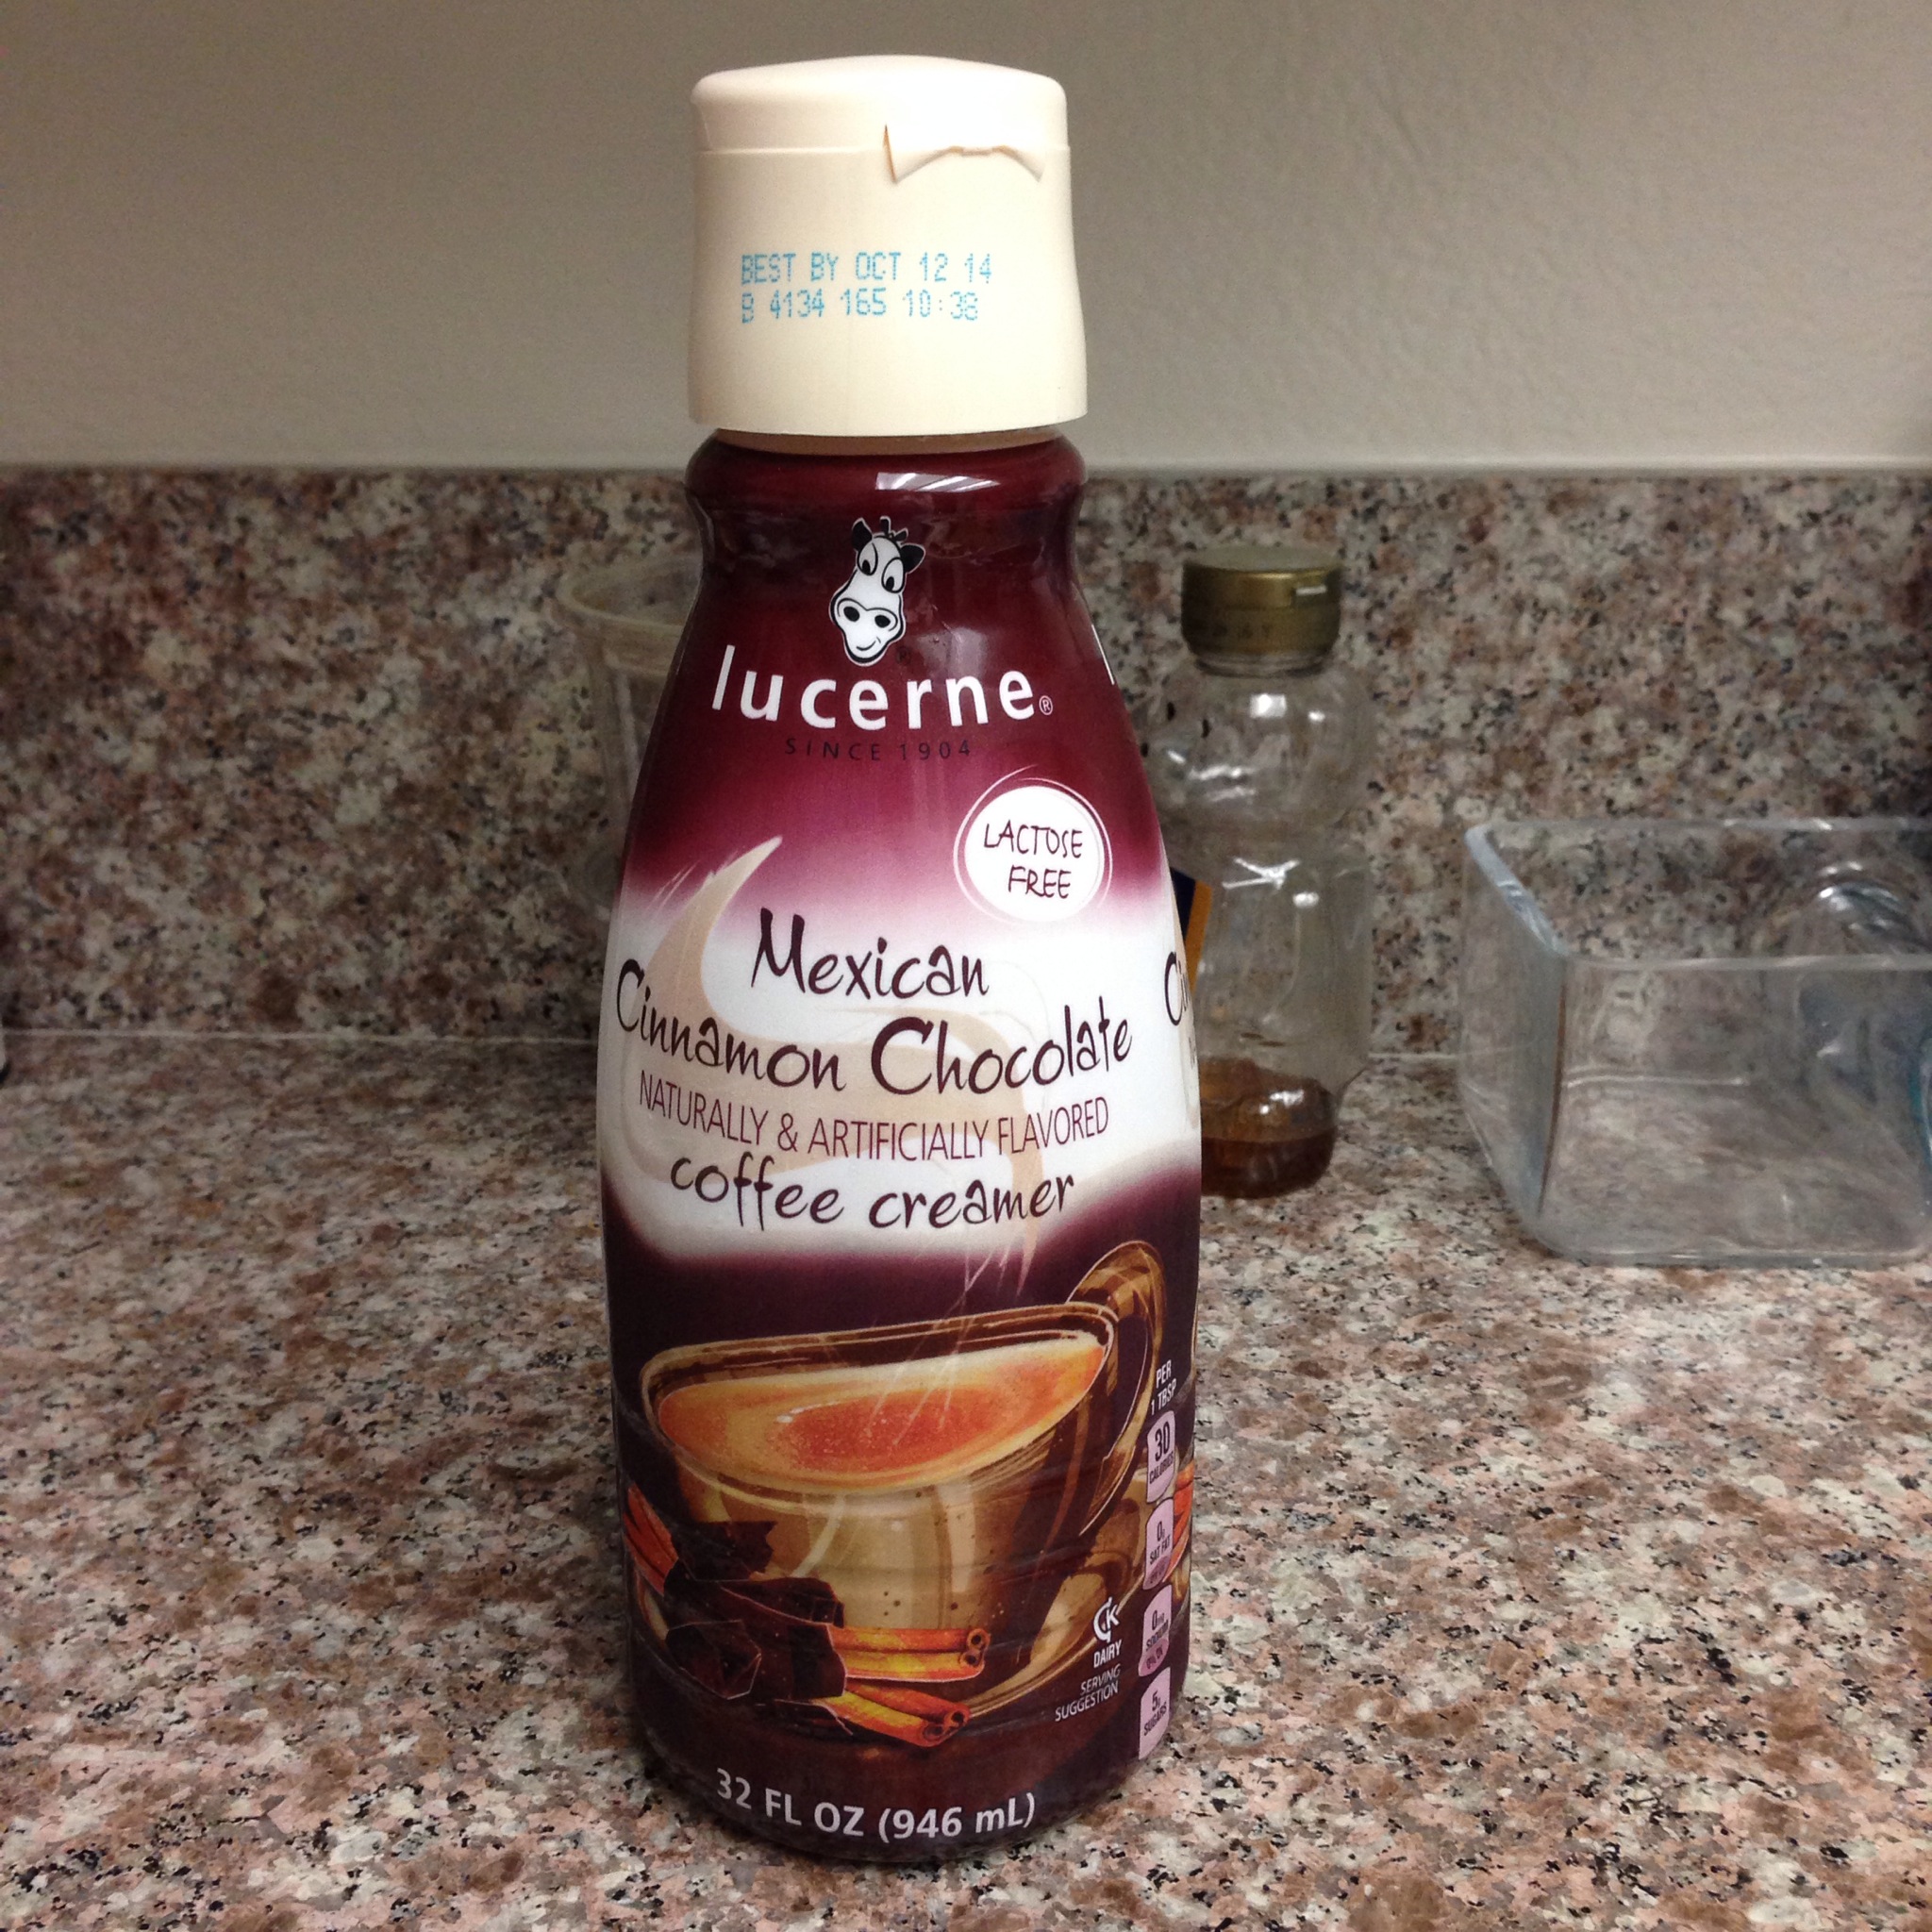 BEST BY OCT 12 14
B 4134 165 10:38
lucerne®
SINCE 1904
LACTOSE
FREE
Mexican
Cinnamon Chocolate
NATURALLY & ARTIFICIALLY FLAVORED
coffee creamer
PER
1 TBSP
30
CALORIES
0g
SAT FAT
SODIUM
5g
SUGARS
K
DAIRY
SERVING
SUGGESTION
32 FL OZ (946 mL)